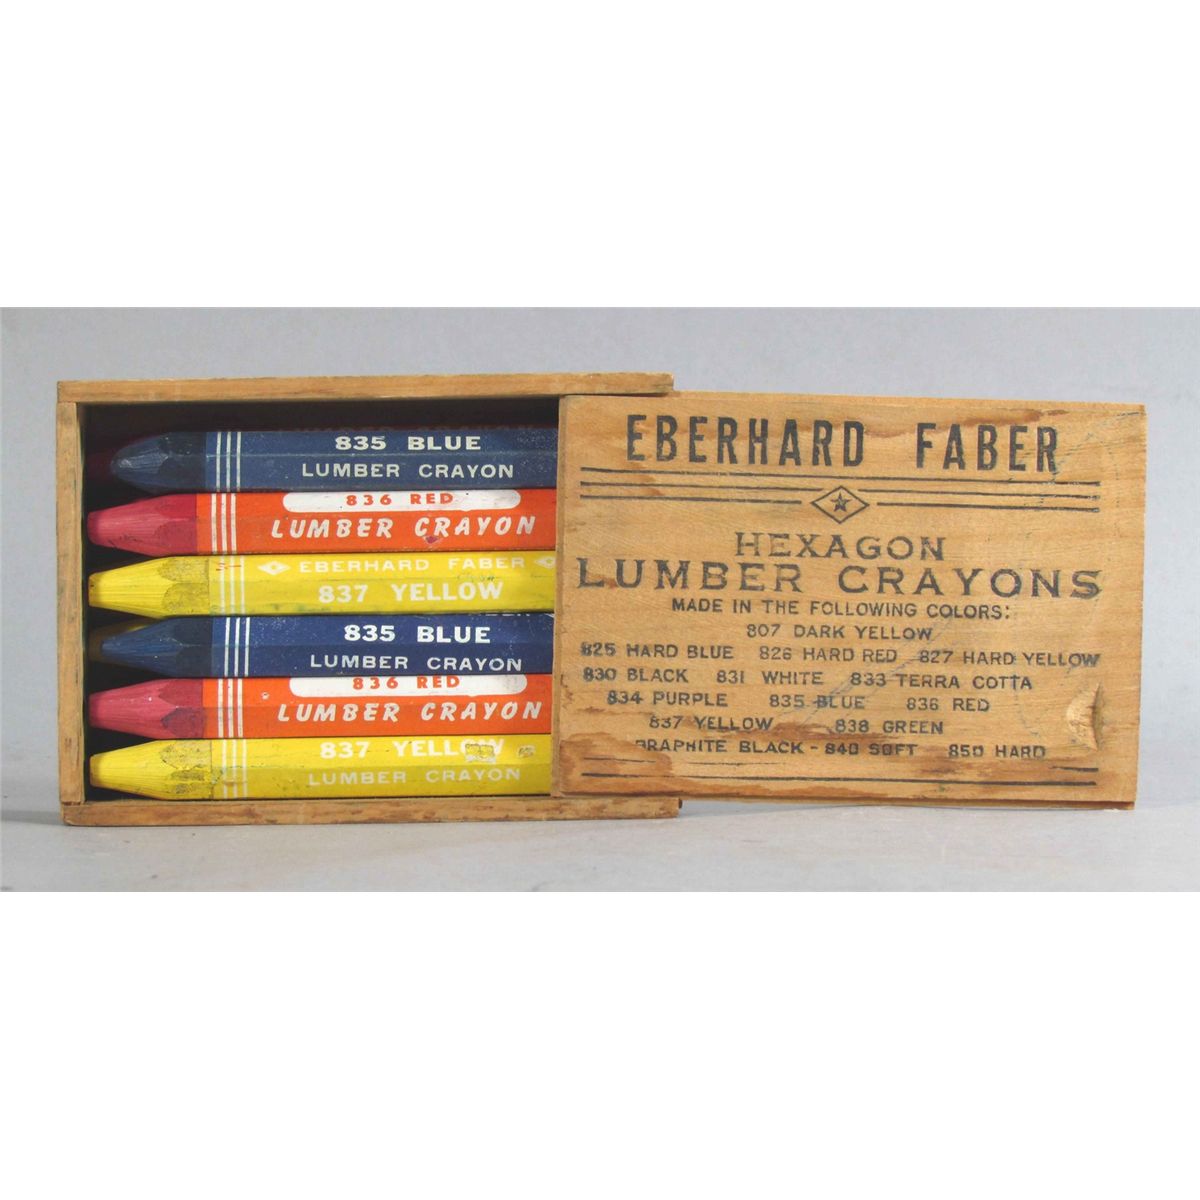 835 BLUE
LUMBER CRAYON
836 RED
LUMBER CRAYON
EBERHARD FABER
837 YELLOW
835 BLUE
LUMBER CRAYON
836 RED
LUMBER CRAYON
837 YELLOW
LUMBER CRAYON
EBERHARD FABER
HEXAGON
LUMBER CRAYONS
MADE IN THE FOLLOWING COLORS:
807 DARK YELLOW
825 HARD BLUE 826 HARD RED 827 HARD YELLOW
830 BLACK 831 WHITE 833 TERRA COTTA
834 PURPLE 835 BLUE 836 RED
837 YELLOW 838 GREEN
GRAPHITE BLACK - 840 SOFT 850 HARD